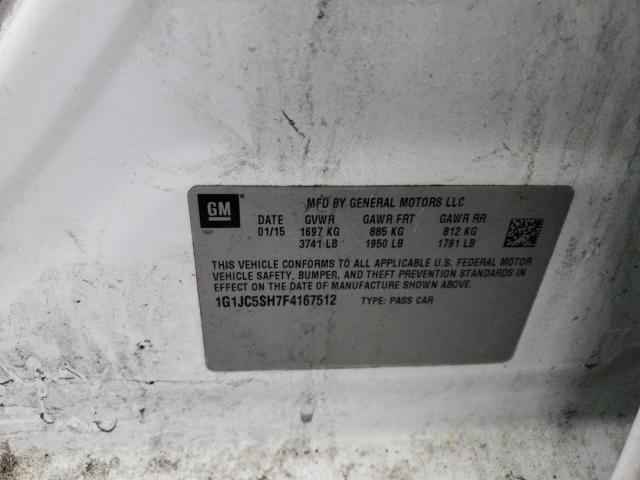 GM
MFD BY GENERAL MOTORS LLC
DATE GVWR GAWR FRT GAWR RR
01/15 1697 KG 885 KG 812 KG
3741 LB 1950 LB 1791 LB
THIS VEHICLE CONFORMS TO ALL APPLICABLE U.S. FEDERAL MOTOR
VEHICLE SAFETY, BUMPER, AND THEFT PREVENTION STANDARDS IN
EFFECT ON THE DATE OF MANUFACTURE SHOWN ABOVE.
1G1JC5SH7F4167512 TYPE: PASS CAR